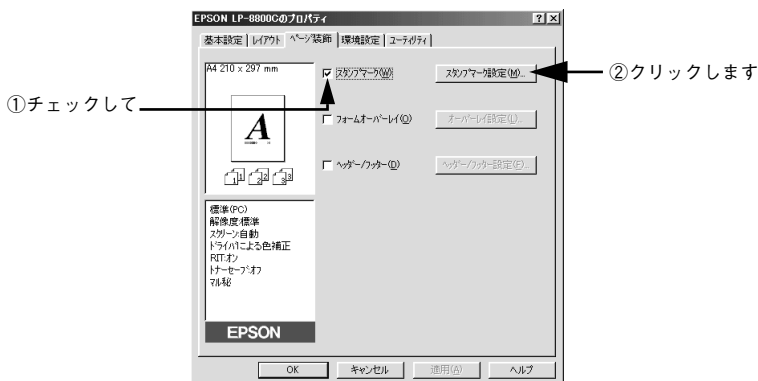 EPSON LP-8800Cのプロパティ
基本設定 レイアウト ページ装飾 環境設定 ユーティリティ
A4 210 x 297 mm
A
1 1 2 2 3 3
スタンプマーク(W)
スタンプマーク設定(M)...
①チェックして
②クリックします
フォームオーバーレイ(O)
オーバーレイ設定(L)...
ヘッダー/フッター(D)
ヘッダー/フッター設定(E)...
標準(PC)
解像度:標準
スクリーン:自動
ドライバによる色補正
RIT:オン
トナーセーブ:オフ
マル秘
EPSON
OK キャンセル 適用(A) ヘルプ